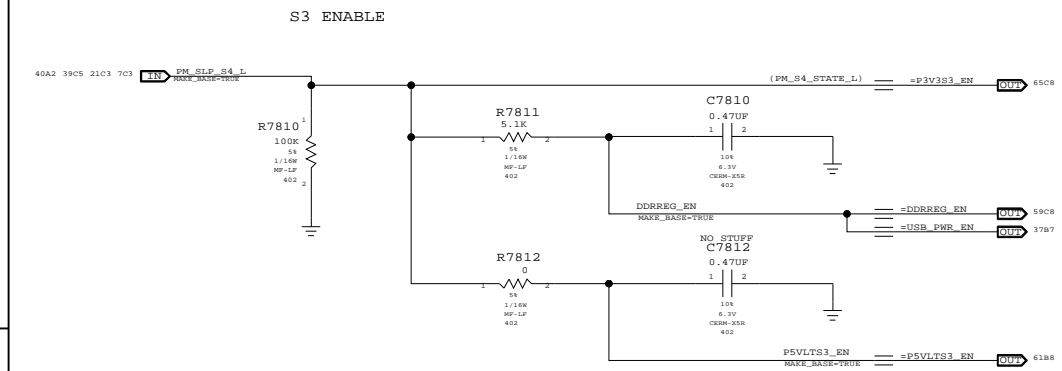 S3 ENABLE
40A2 39C5 21C3 7C3 IN PM_SLP_S4_L
MAKE_BASE=TRUE
(PM_S4_STATE_L) =P3V3S3_EN OUT 65C8
R7810
100K
5%
1/16W
MF-LF
402
1
2
R7811
5.1K
1 2
5%
1/16W
MF-LF
402
C7810
0.47UF
1 2
10%
6.3V
CERM-X5R
402
DDRREG_EN
MAKE_BASE=TRUE
=DDRREG_EN OUT 59C8
=USB_PWR_EN OUT 37B7
R7812
0
1 2
5%
1/16W
MF-LF
402
NO STUFF
C7812
0.47UF
1 2
10%
6.3V
CERM-X5R
402
P5VLTS3_EN
MAKE_BASE=TRUE
=P5VLTS3_EN OUT 61B8